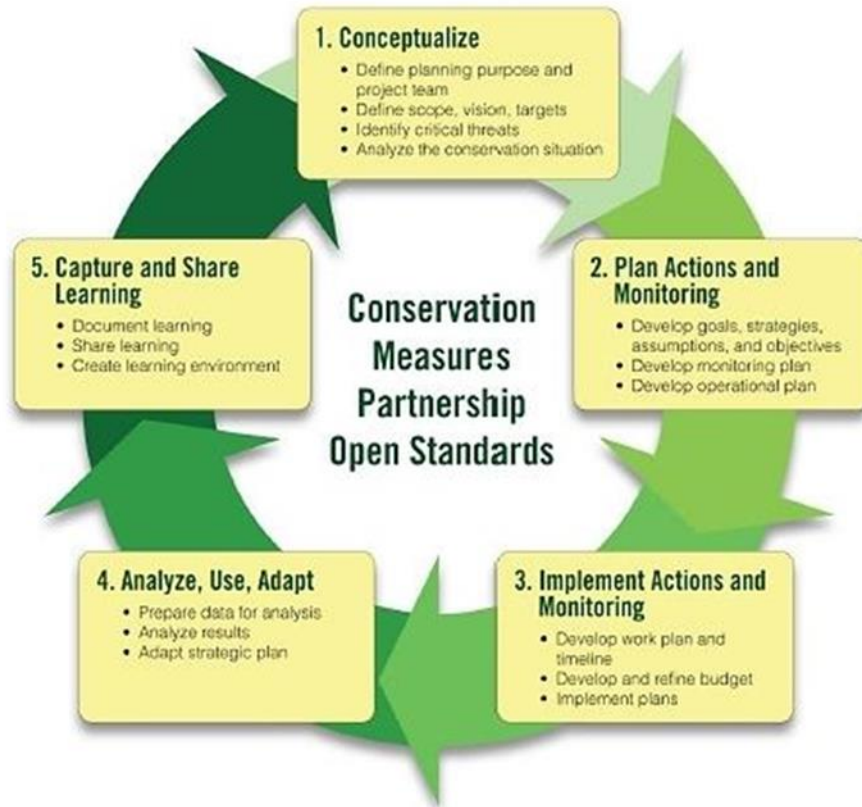 1. Conceptualize
• Define planning purpose and
project team
• Define scope, vision, targets
• Identify critical threats
• Analyze the conservation situation
2. Plan Actions and
Monitoring
• Develop goals, strategies,
assumptions, and objectives
• Develop monitoring plan
• Develop operational plan
3. Implement Actions and
Monitoring
• Develop work plan and
timeline
• Develop and refine budget
• Implement plans
4. Analyze, Use, Adapt
• Prepare data for analysis
• Analyze results
• Adapt strategic plan
5. Capture and Share
Learning
• Document learning
• Share learning
• Create learning environment
Conservation
Measures
Partnership
Open Standards